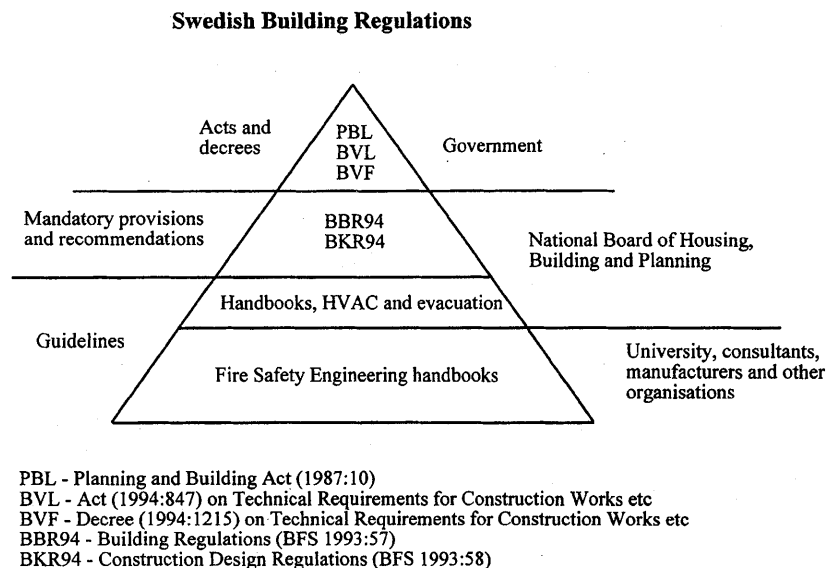 Swedish Building Regulations
Acts and
decrees
PBL
BVL
BVF
Government
Mandatory provisions
and recommendations
BBR94
BKR94
National Board of Housing,
Building and Planning
Handbooks, HVAC and evacuation
Guidelines
Fire Safety Engineering handbooks
University, consultants,
manufacturers and other
organisations
PBL - Planning and Building Act (1987:10)
BVL - Act (1994:847) on Technical Requirements for Construction Works etc
BVF - Decree (1994:1215) on Technical Requirements for Construction Works etc
BBR94 - Building Regulations (BFS 1993:57)
BKR94 - Construction Design Regulations (BFS 1993:58)